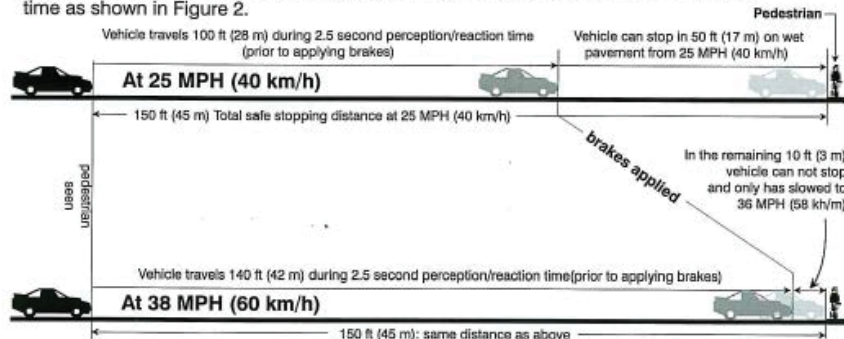 time as shown in Figure 2.
Pedestrian
Vehicle travels 100 ft (28 m) during 2.5 second perception/reaction time
(prior to applying brakes)
Vehicle can stop in 50 ft (17 m) on wet
pavement from 25 MPH (40 km/h)
At 25 MPH (40 km/h)
150 ft (45 m) Total safe stopping distance at 25 MPH (40 km/h)
pedestrian
seen
brakes applied
In the remaining 10 ft (3 m)
vehicle can not stop
and only has slowed to
36 MPH (58 kh/m)
Vehicle travels 140 ft (42 m) during 2.5 second perception/reaction time(prior to applying brakes)
At 38 MPH (60 km/h)
150 ft (45 m); same distance as above